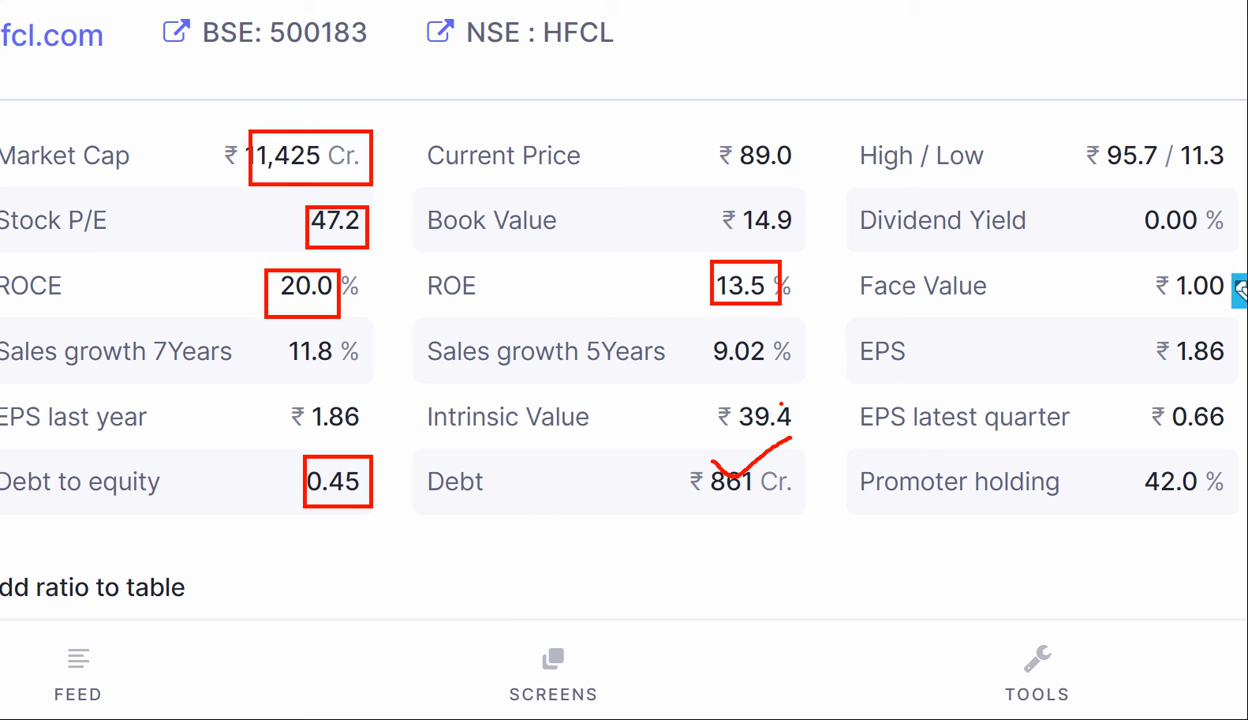 fcl.com BSE: 500183 NSE : HFCL
Market Cap ₹ 11,425 Cr. Current Price ₹ 89.0 High / Low ₹ 95.7 / 11.3
Stock P/E 47.2 Book Value ₹ 14.9 Dividend Yield 0.00 %
ROCE 20.0 % ROE 13.5 % Face Value ₹ 1.00
Sales growth 7Years 11.8 % Sales growth 5Years 9.02 % EPS ₹ 1.86
EPS last year ₹ 1.86 Intrinsic Value ₹ 39.4 EPS latest quarter ₹ 0.66
Debt to equity 0.45 Debt ₹ 861 Cr. Promoter holding 42.0 %
dd ratio to table
FEED SCREENS TOOLS